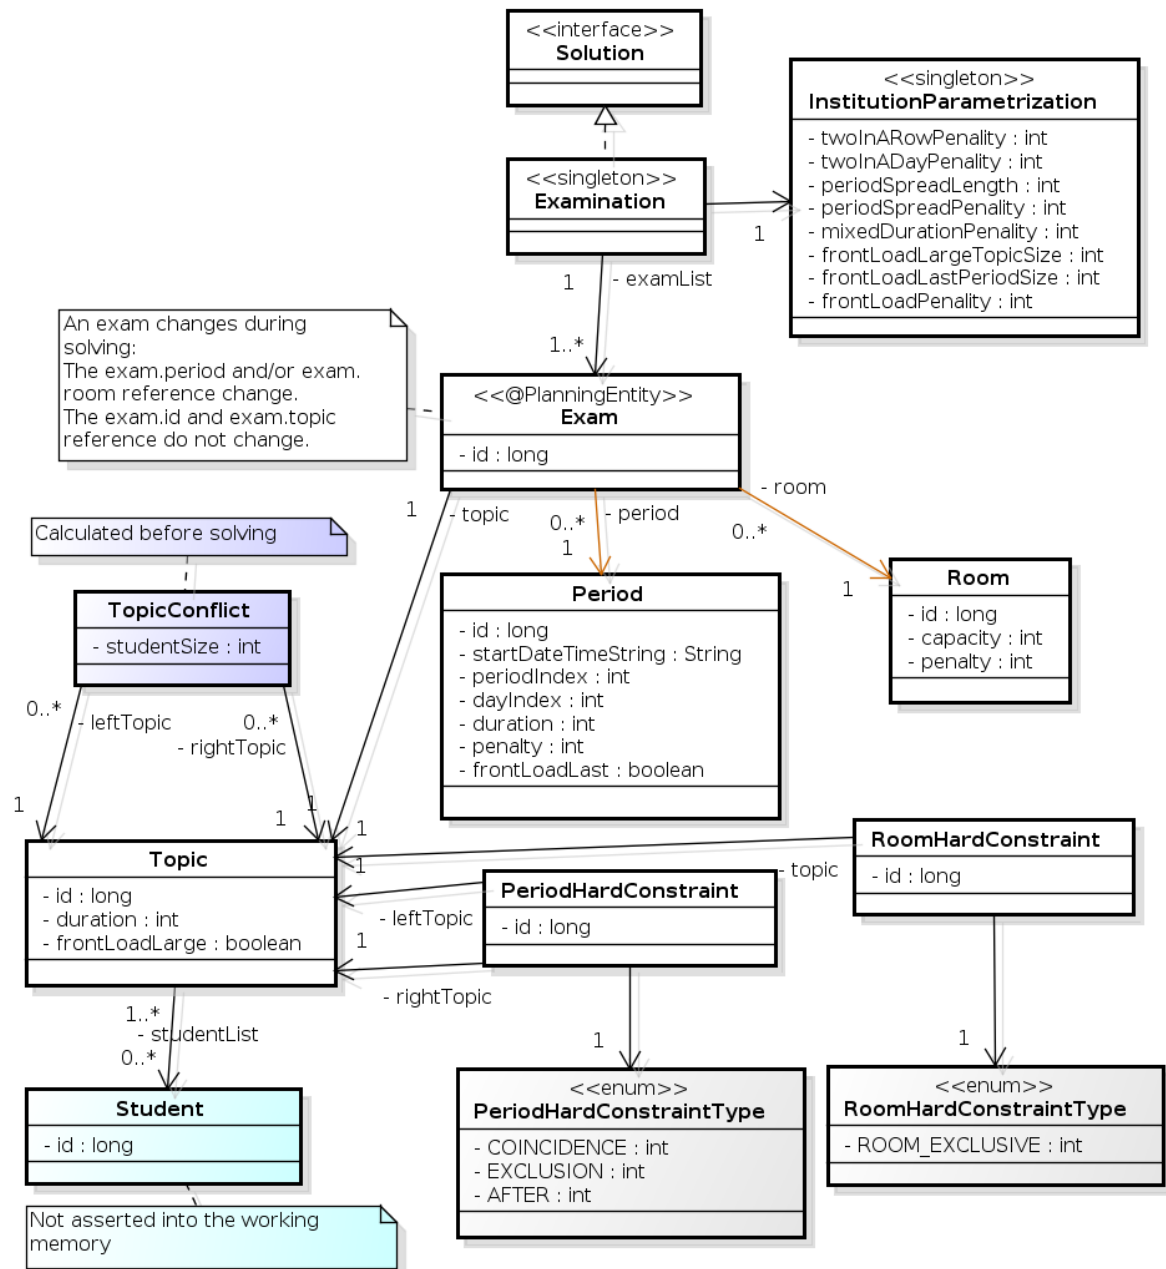 <<interface>>
Solution
<<singleton>>
InstitutionParametrization
- twoInARowPenality : int
- twoInADayPenality : int
- periodSpreadLength : int
- periodSpreadPenality : int
- mixedDurationPenality : int
- frontLoadLargeTopicSize : int
- frontLoadLastPeriodSize : int
- frontLoadPenality : int
<<singleton>>
Examination
1
1
- examList
1..*
An exam changes during
solving:
The exam.period and/or exam.
room reference change.
The exam.id and exam.topic
reference do not change.
<<@PlanningEntity>>
Exam
- id : long
1
- topic
0..*
- period
1
- room
0..*
1
Calculated before solving
TopicConflict
- studentSize : int
0..*
- leftTopic
0..*
- rightTopic
1
1
1
1
Period
- id : long
- startDateTimeString : String
- periodIndex : int
- dayIndex : int
- duration : int
- penalty : int
- frontLoadLast : boolean
Room
- id : long
- capacity : int
- penalty : int
Topic
- id : long
- duration : int
- frontLoadLarge : boolean
1
- leftTopic
1
- rightTopic
PeriodHardConstraint
- id : long
- topic
RoomHardConstraint
- id : long
1..*
- studentList
0..*
1
1
Student
- id : long
Not asserted into the working
memory
<<enum>>
PeriodHardConstraintType
- COINCIDENCE : int
- EXCLUSION : int
- AFTER : int
<<enum>>
RoomHardConstraintType
- ROOM_EXCLUSIVE : int